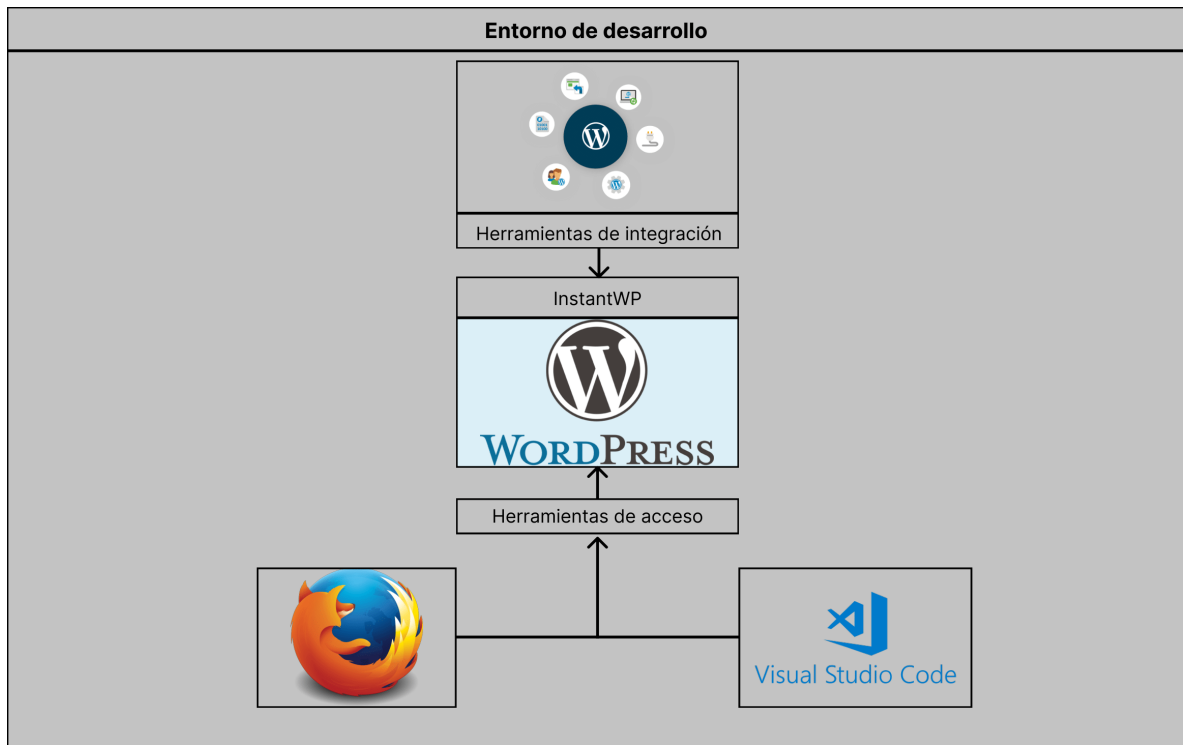 Entorno de desarrollo
Herramientas de integración
InstantWP
WORDPRESS
Herramientas de acceso
Visual Studio Code